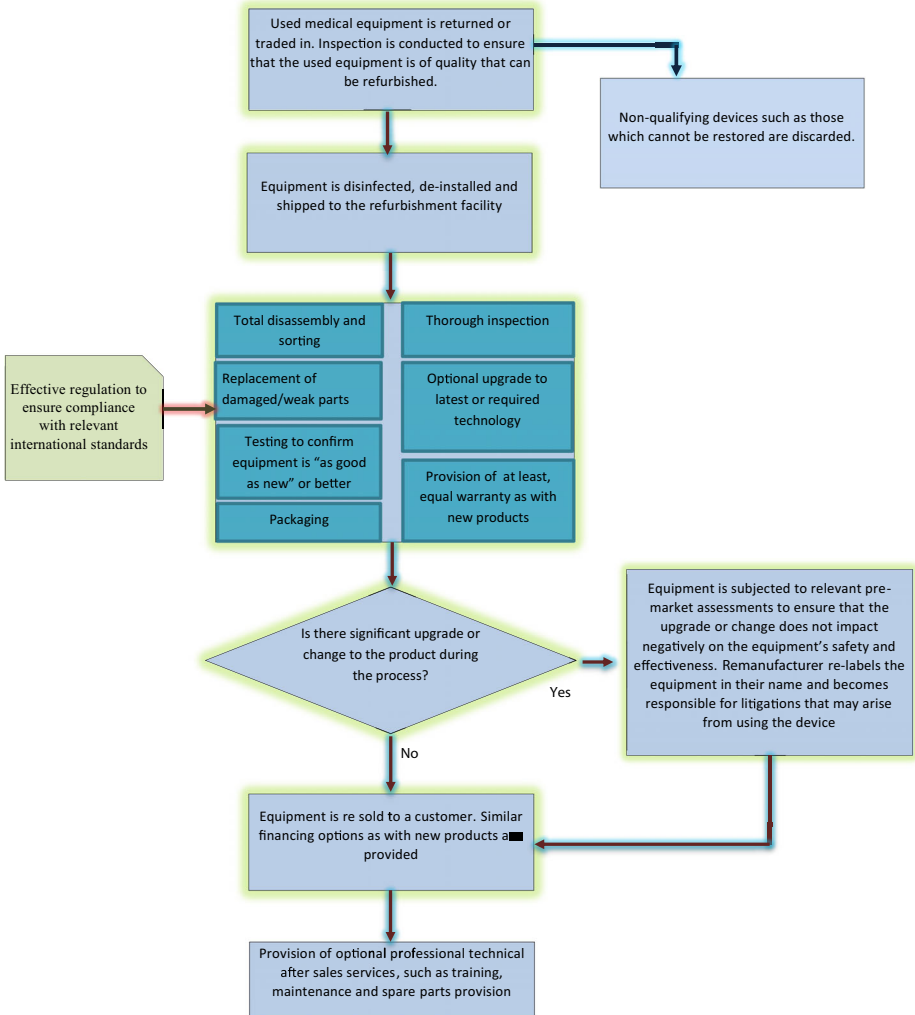 Used medical equipment is returned or
traded in. Inspection is conducted to ensure
that the used equipment is of quality that can
be refurbished.
Non-qualifying devices such as those
which cannot be restored are discarded.
Equipment is disinfected, de-installed and
shipped to the refurbishment facility
Total disassembly and
sorting
Thorough inspection
Replacement of
damaged/weak parts
Optional upgrade to
latest or required
technology
Effective regulation to
ensure compliance
with relevant
international standards
Testing to confirm
equipment is “as good
as new” or better
Provision of at least,
equal warranty as with
new products
Packaging
Is there significant upgrade or
change to the product during
the process?
Yes
No
Equipment is subjected to relevant pre-
market assessments to ensure that the
upgrade or change does not impact
negatively on the equipment’s safety and
effectiveness. Remanufacturer re-labels the
equipment in their name and becomes
responsible for litigations that may arise
from using the device
Equipment is re sold to a customer. Similar
financing options as with new products
provided
Provision of optional professional technical
after sales services, such as training,
maintenance and spare parts provision